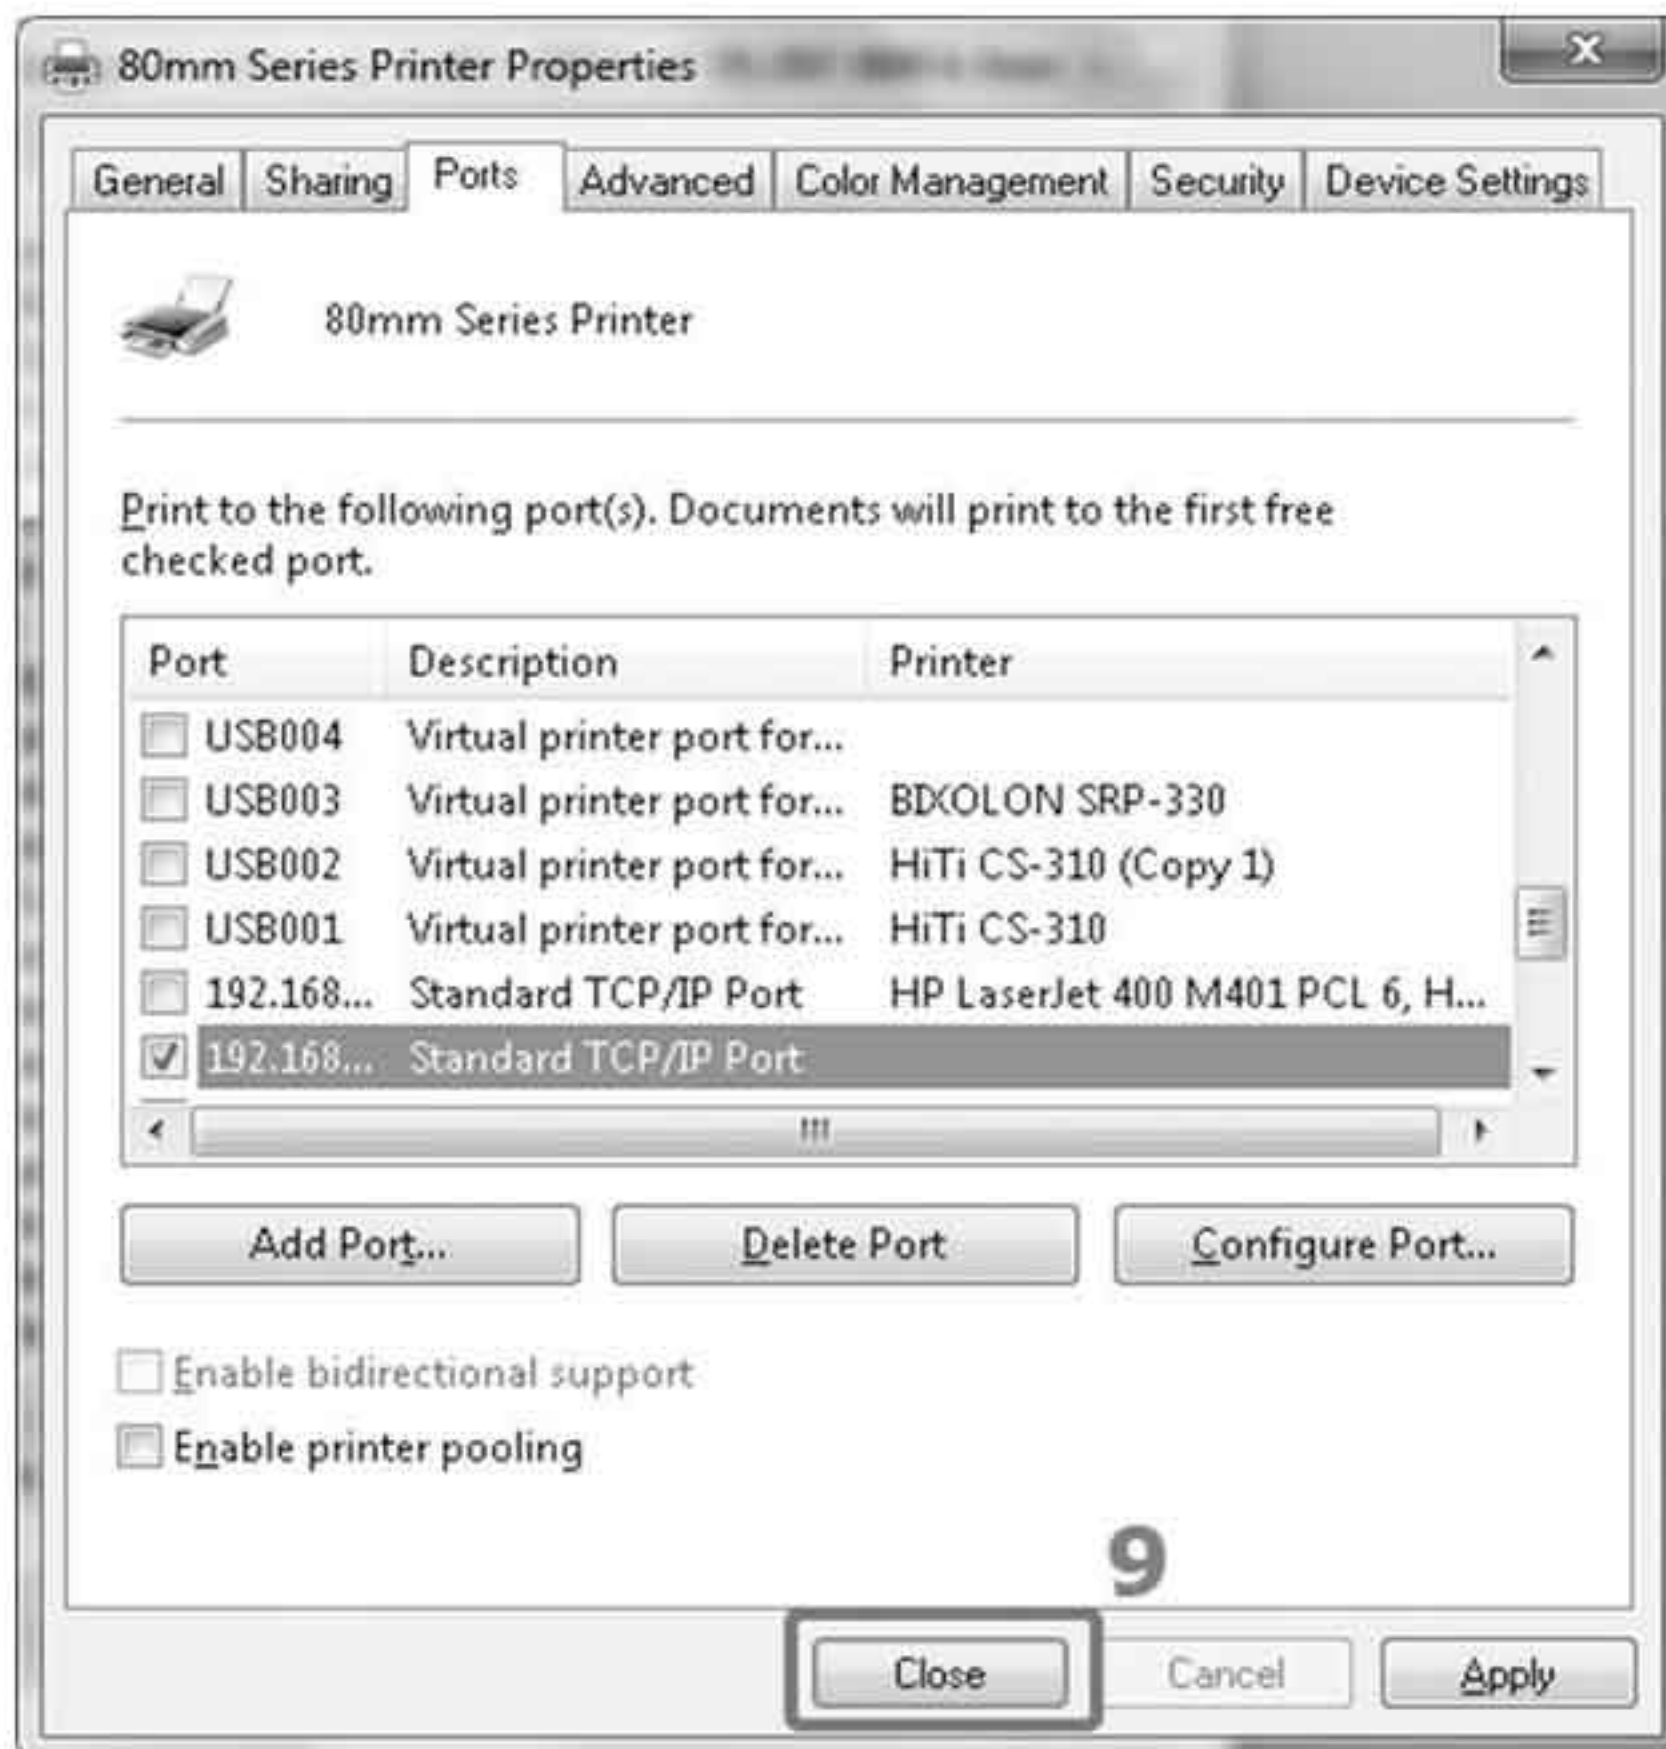 80mm Series Printer Properties
General Sharing Ports Advanced Color Management Security Device Settings
80mm Series Printer
Print to the following port(s). Documents will print to the first free
checked port.
Port Description Printer
USB004 Virtual printer port for...
USB003 Virtual printer port for... BIXOLON SRP-330
USB002 Virtual printer port for... HiTi CS-310 (Copy 1)
USB001 Virtual printer port for... HiTi CS-310
192.168... Standard TCP/IP Port HP LaserJet 400 M401 PCL 6, H...
192.168... Standard TCP/IP Port
Add Port... Delete Port Configure Port...
Enable bidirectional support
Enable printer pooling
9
Close Cancel Apply